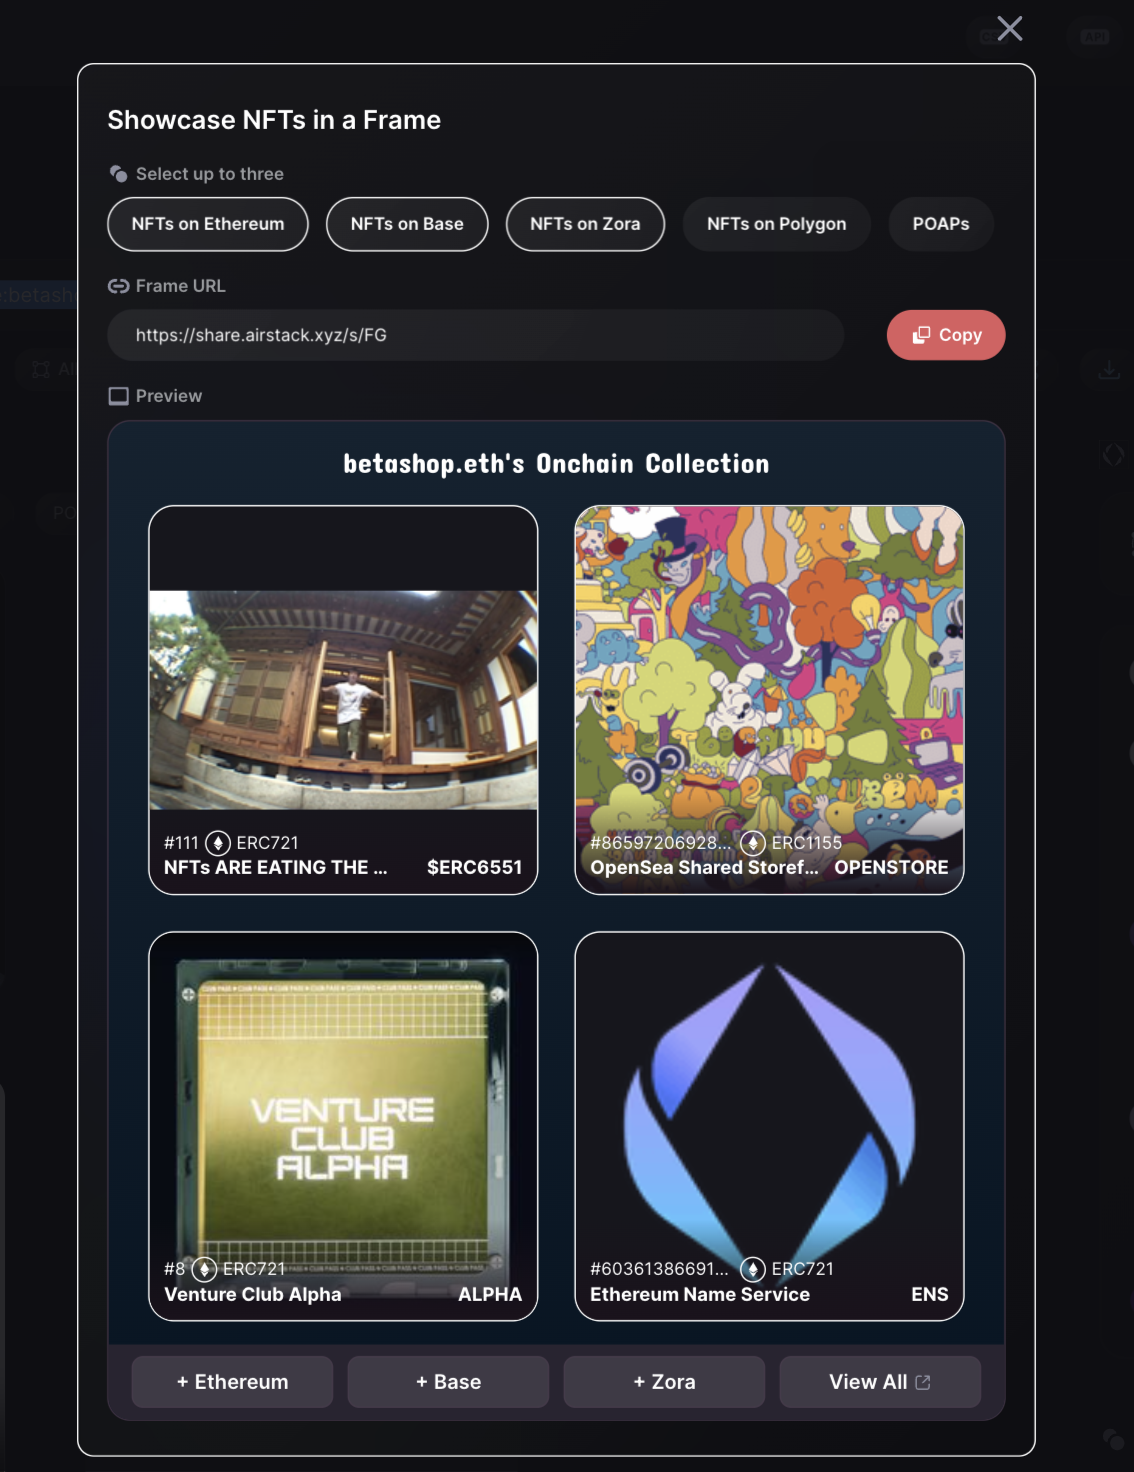 API
Showcase NFTs in a Frame
Select up to three
NFTs on Ethereum NFTs on Base NFTs on Zora NFTs on Polygon POAPs
Frame URL
:betash
https://share.airstack.xyz/s/FG Copy
Preview
betashop.eth's Onchain Collection
PO
#111 ERC721
NFTs ARE EATING THE ... $ERC6551
#86597206928... ERC1155
OpenSea Shared Storef... OPENSTORE
VENTURE
CLUB
ALPHA
#8 ERC721
Venture Club Alpha ALPHA
#60361386691... ERC721
Ethereum Name Service ENS
+ Ethereum + Base + Zora View All